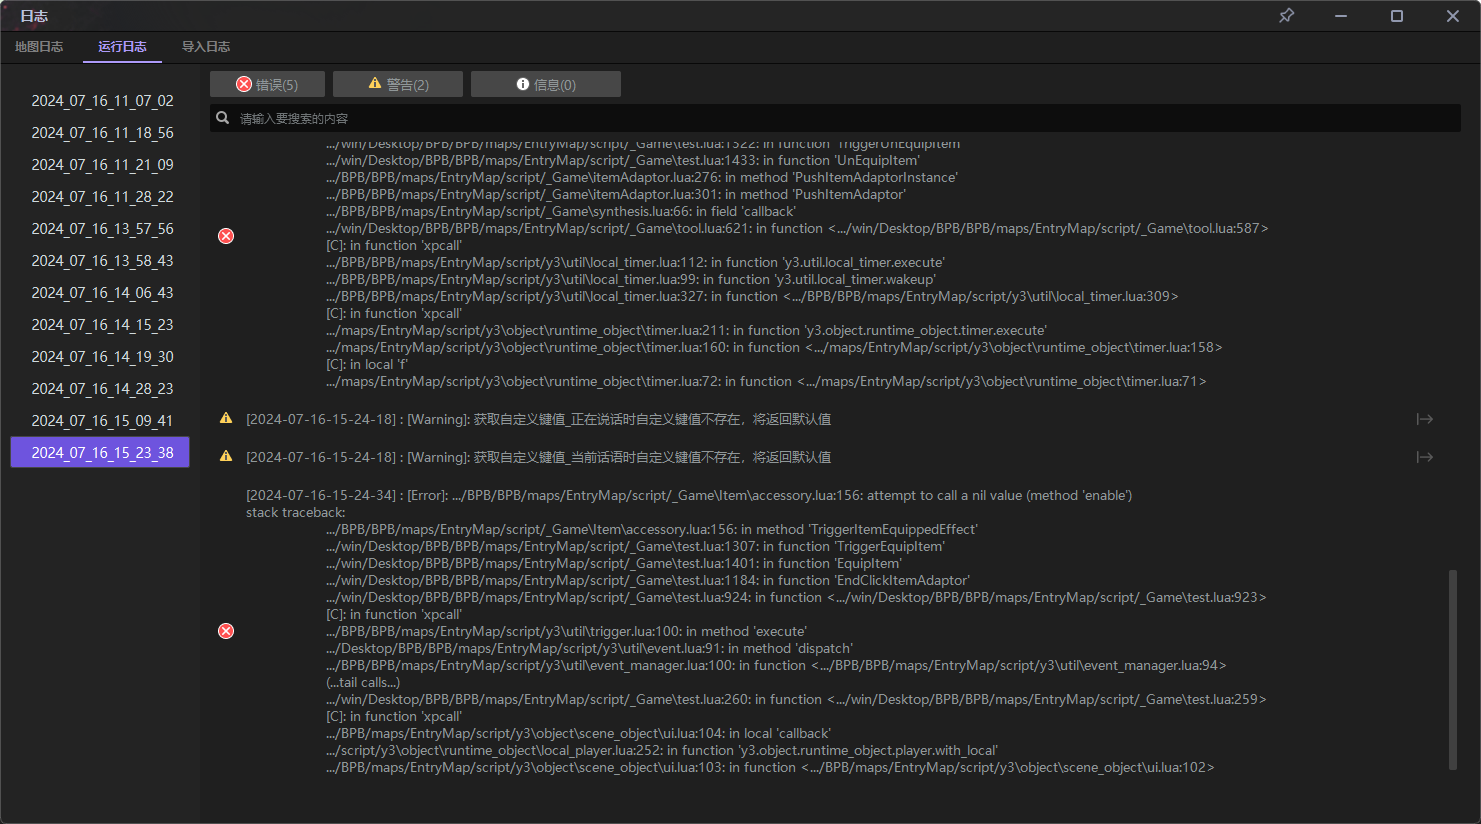 日志
地图日志
运行日志
导入日志
2024_07_16_11_07_02
2024_07_16_11_18_56
2024_07_16_11_21_09
2024_07_16_11_28_22
2024_07_16_13_57_56
2024_07_16_13_58_43
2024_07_16_14_06_43
2024_07_16_14_15_23
2024_07_16_14_19_30
2024_07_16_14_28_23
2024_07_16_15_09_41
2024_07_16_15_23_38
错误(5)
警告(2)
信息(0)
请输入要搜索的内容
.../win/Desktop/BPB/BPB/maps/EntryMap/script/_Game\test.lua:1322: in function 'TriggerUnEquipItem'
.../win/Desktop/BPB/BPB/maps/EntryMap/script/_Game\test.lua:1433: in function 'UnEquipItem'
.../BPB/BPB/maps/EntryMap/script/_Game\itemAdaptor.lua:276: in method 'PushItemAdaptorInstance'
.../BPB/BPB/maps/EntryMap/script/_Game\itemAdaptor.lua:301: in method 'PushItemAdaptor'
.../BPB/BPB/maps/EntryMap/script/_Game\synthesis.lua:66: in field 'callback'
.../win/Desktop/BPB/BPB/maps/EntryMap/script/_Game\tool.lua:621: in function <.../win/Desktop/BPB/BPB/maps/EntryMap/script/_Game\tool.lua:587>
[C]: in function 'xpcall'
.../BPB/BPB/maps/EntryMap/script/y3\util\local_timer.lua:112: in function 'y3.util.local_timer.execute'
.../BPB/BPB/maps/EntryMap/script/y3\util\local_timer.lua:99: in function 'y3.util.local_timer.wakeup'
.../BPB/BPB/maps/EntryMap/script/y3\util\local_timer.lua:327: in function <.../BPB/BPB/maps/EntryMap/script/y3\util\local_timer.lua:309>
[C]: in function 'xpcall'
.../maps/EntryMap/script/y3\object\runtime_object\timer.lua:211: in function 'y3.object.runtime_object.timer.execute'
.../maps/EntryMap/script/y3\object\runtime_object\timer.lua:160: in function <.../maps/EntryMap/script/y3\object\runtime_object\timer.lua:158>
[C]: in local 'f'
.../maps/EntryMap/script/y3\object\runtime_object\timer.lua:72: in function <.../maps/EntryMap/script/y3\object\runtime_object\timer.lua:71>
[2024-07-16-15-24-18] : [Warning]: 获取自定义键值_正在说话时自定义键值不存在，将返回默认值
[2024-07-16-15-24-18] : [Warning]: 获取自定义键值_当前话语时自定义键值不存在，将返回默认值
[2024-07-16-15-24-34] : [Error]: .../BPB/BPB/maps/EntryMap/script/_Game\Item\accessory.lua:156: attempt to call a nil value (method 'enable')
stack traceback:
.../BPB/BPB/maps/EntryMap/script/_Game\Item\accessory.lua:156: in method 'TriggerItemEquippedEffect'
.../win/Desktop/BPB/BPB/maps/EntryMap/script/_Game\test.lua:1307: in function 'TriggerEquipItem'
.../win/Desktop/BPB/BPB/maps/EntryMap/script/_Game\test.lua:1401: in function 'EquipItem'
.../win/Desktop/BPB/BPB/maps/EntryMap/script/_Game\test.lua:1184: in function 'EndClickItemAdaptor'
.../win/Desktop/BPB/BPB/maps/EntryMap/script/_Game\test.lua:924: in function <.../win/Desktop/BPB/BPB/maps/EntryMap/script/_Game\test.lua:923>
[C]: in function 'xpcall'
.../BPB/BPB/maps/EntryMap/script/y3\util\trigger.lua:100: in method 'execute'
.../Desktop/BPB/BPB/maps/EntryMap/script/y3\util\event.lua:91: in method 'dispatch'
.../BPB/BPB/maps/EntryMap/script/y3\util\event_manager.lua:100: in function <.../BPB/BPB/maps/EntryMap/script/y3\util\event_manager.lua:94>
(...tail calls...)
.../win/Desktop/BPB/BPB/maps/EntryMap/script/_Game\test.lua:260: in function <.../win/Desktop/BPB/BPB/maps/EntryMap/script/_Game\test.lua:259>
[C]: in function 'xpcall'
.../BPB/maps/EntryMap/script/y3\object\scene_object\ui.lua:104: in local 'callback'
.../script/y3\object\runtime_object\local_player.lua:252: in function 'y3.object.runtime_object.player.with_local'
.../BPB/maps/EntryMap/script/y3\object\scene_object\ui.lua:103: in function <.../BPB/maps/EntryMap/script/y3\object\scene_object\ui.lua:102>